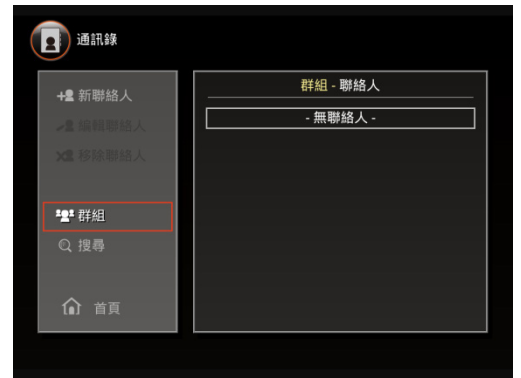 通訊錄
新聯絡人
編輯聯絡人
移除聯絡人
群組
搜尋
首頁
群組 - 聯絡人
- 無聯絡人 -